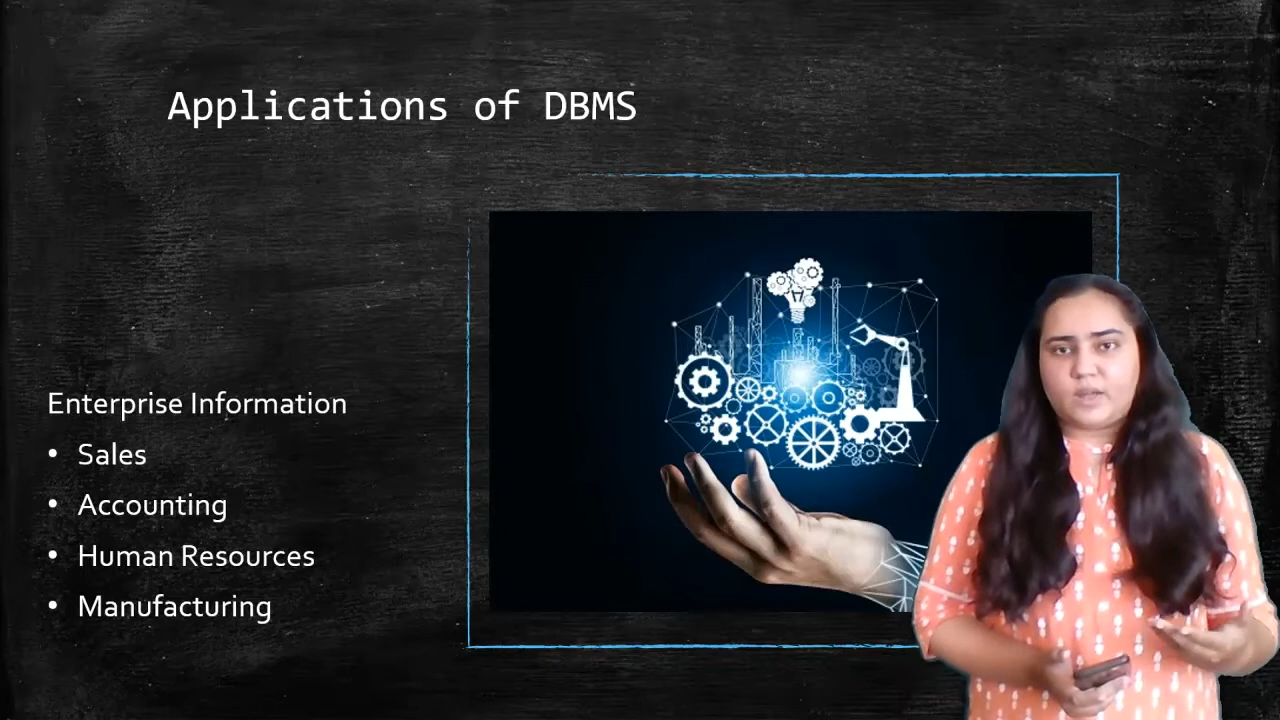 Applications of DBMS
Enterprise Information
• Sales
• Accounting
• Human Resources
• Manufacturing